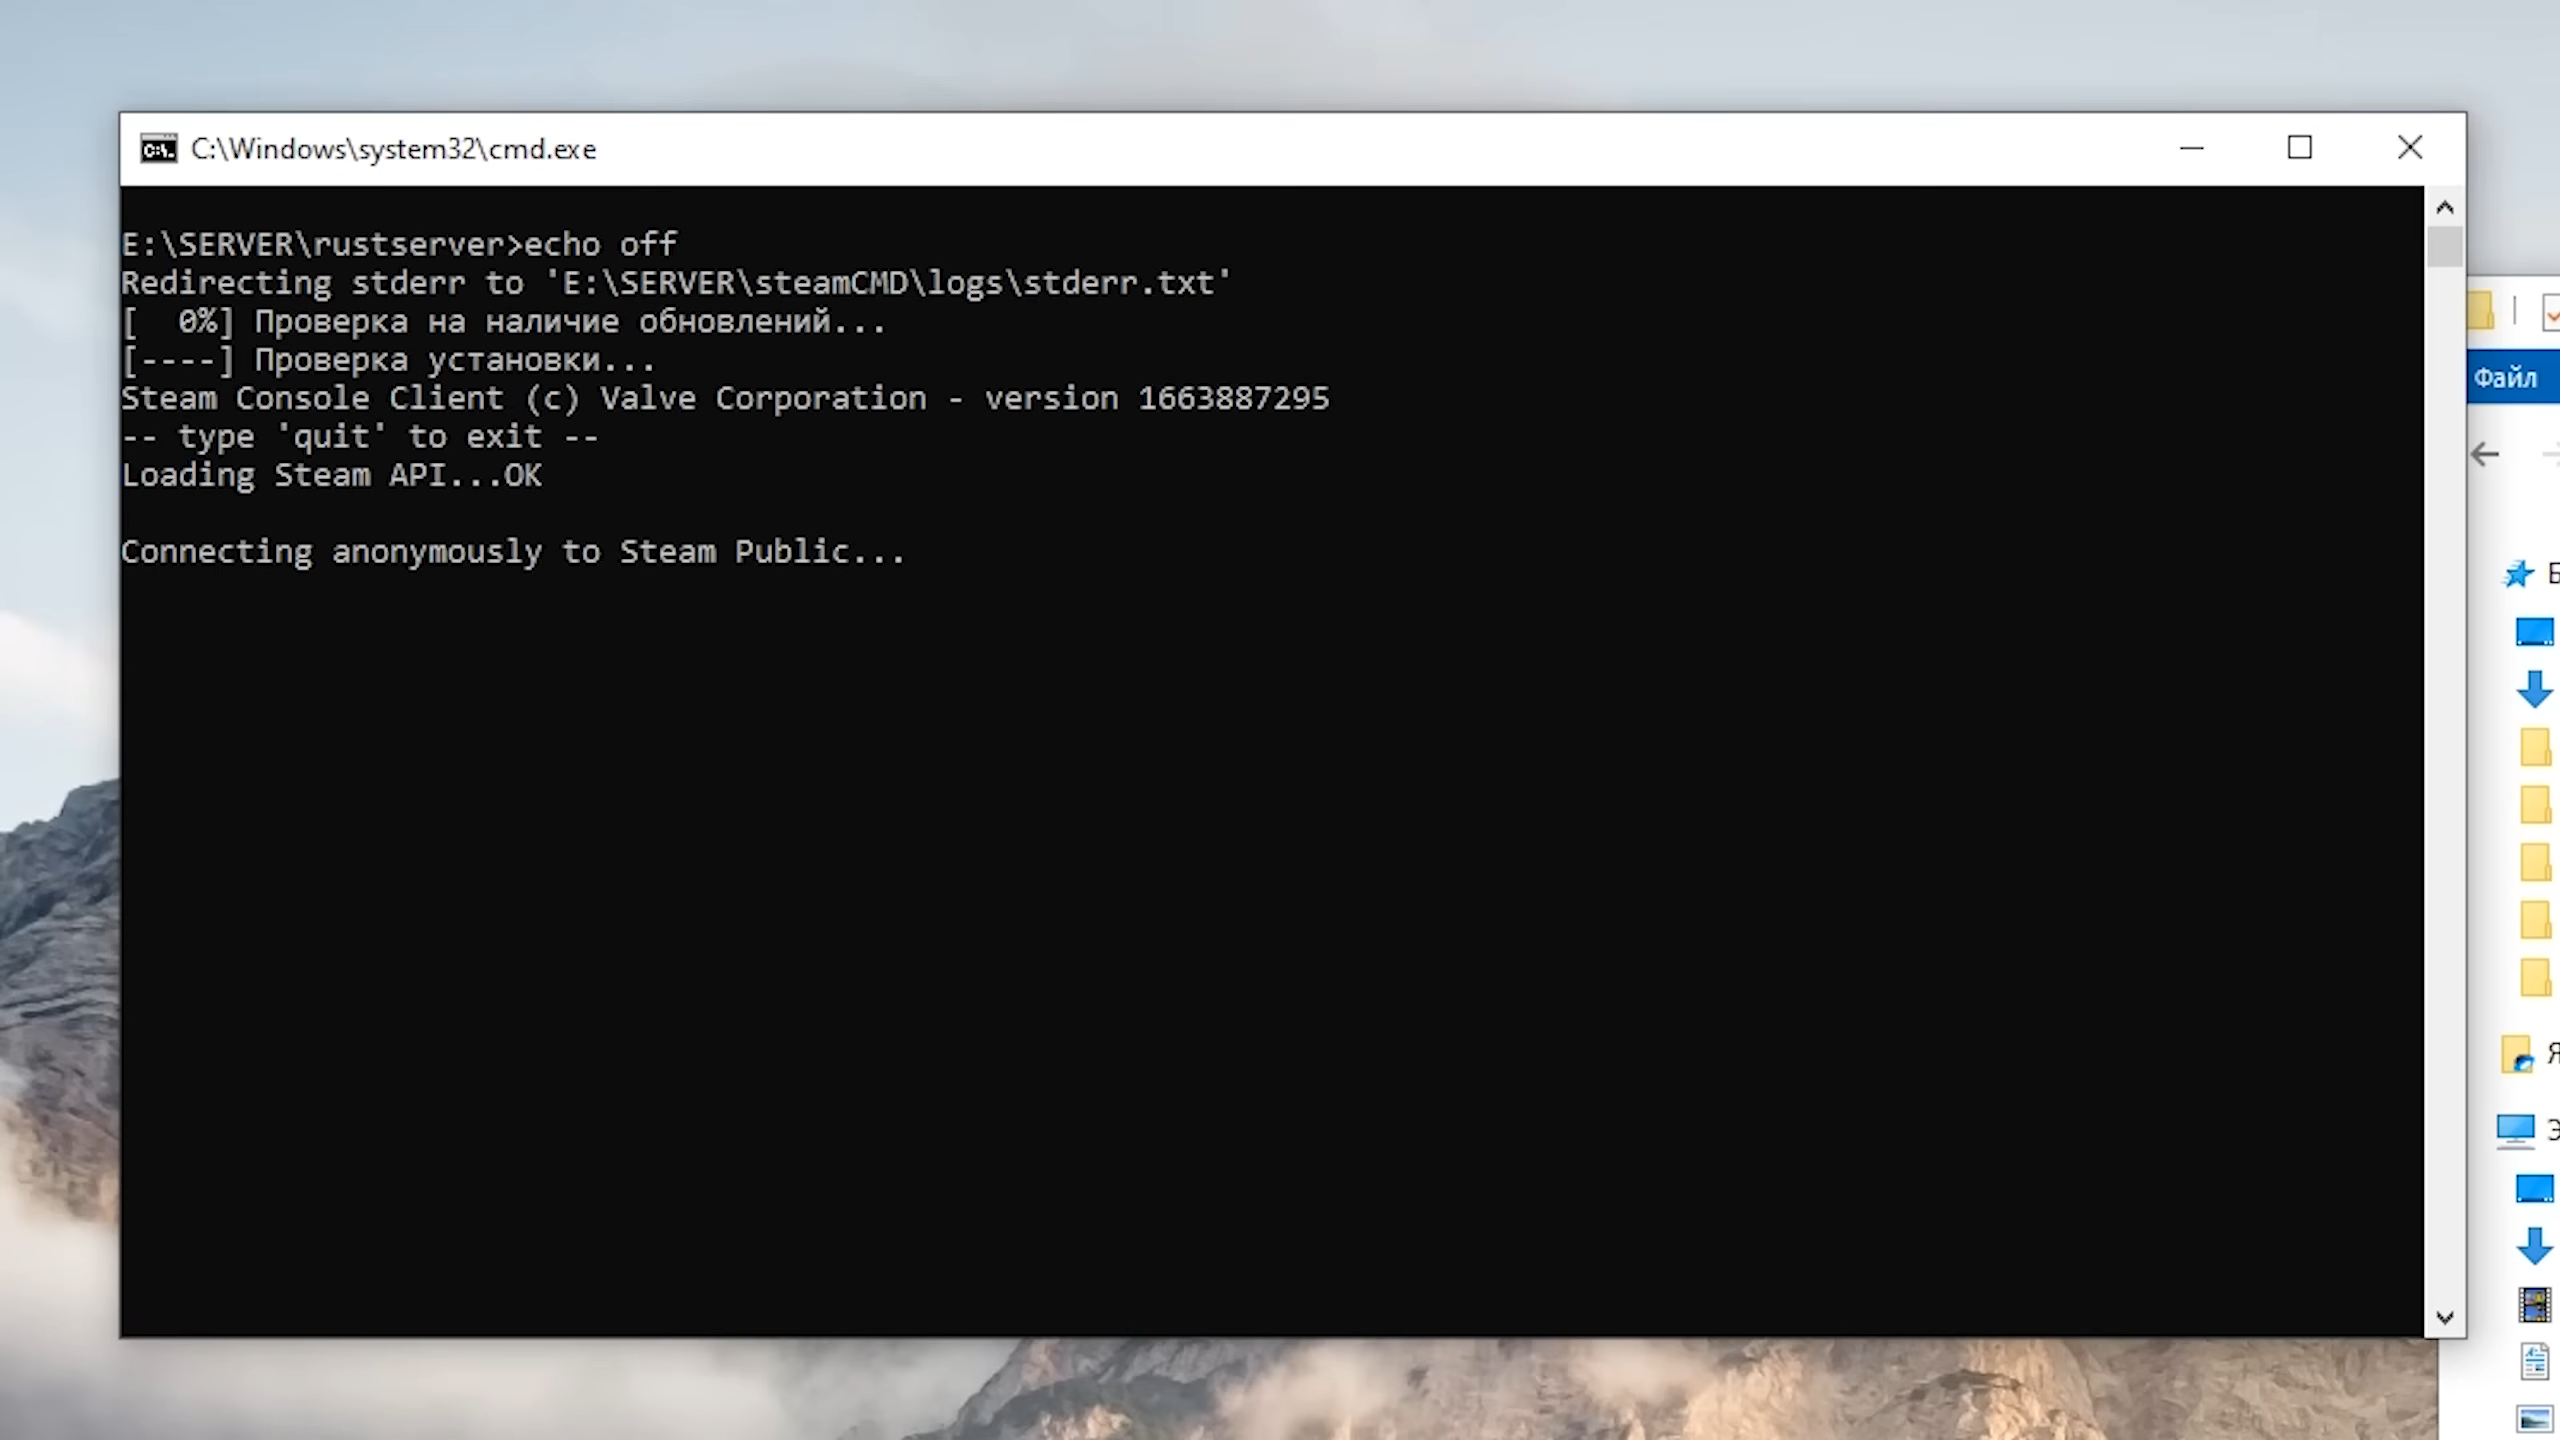 C:\Windows\system32\cmd.exe
E:\SERVER\rustserver>echo off
Redirecting stderr to 'E:\SERVER\steamCMD\logs\stderr.txt'
[  0%] Проверка на наличие обновлений...
[----] Проверка установки...
Steam Console Client (c) Valve Corporation - version 1663887295
-- type 'quit' to exit --
Loading Steam API...OK
Connecting anonymously to Steam Public...
Файл